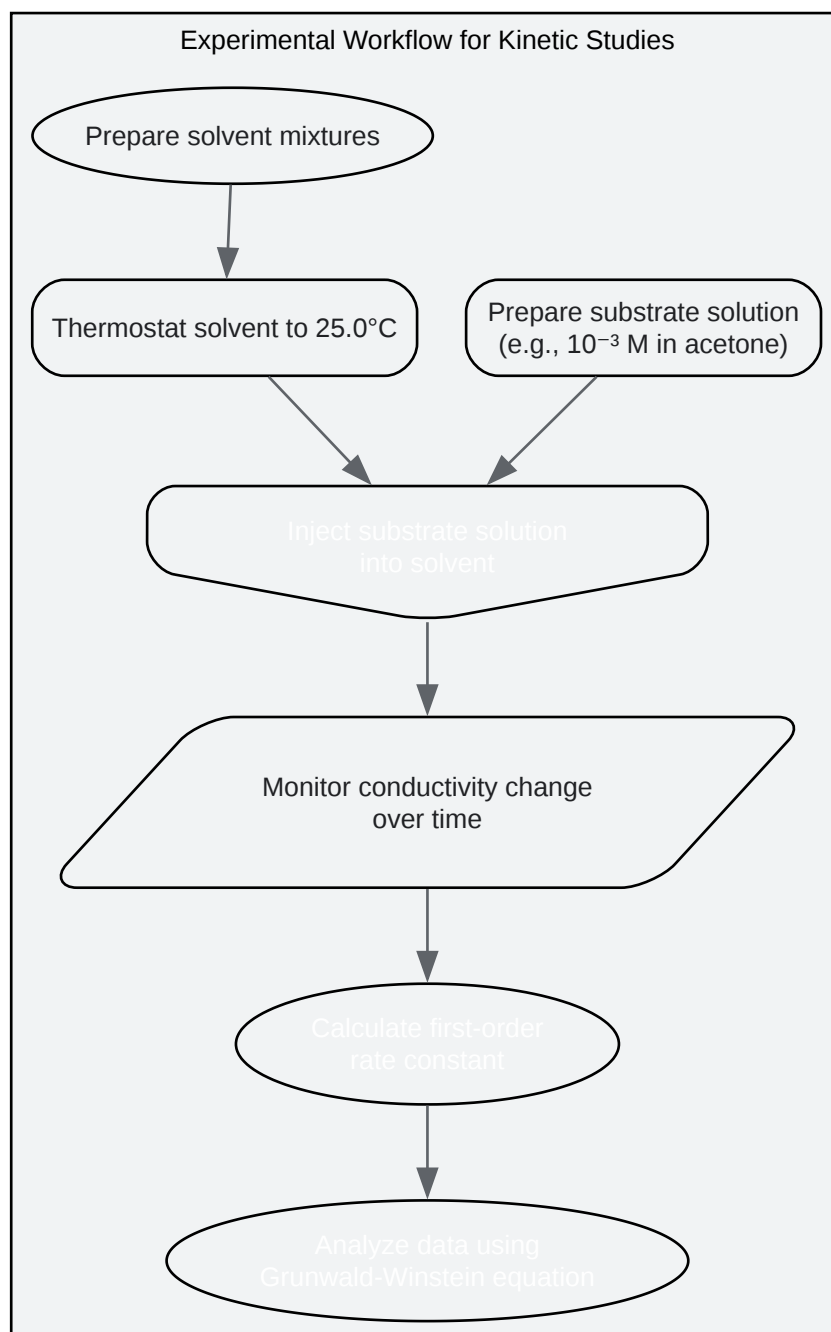 Experimental Workflow for Kinetic Studies
Prepare solvent mixtures
Thermostat solvent to 25.0°C
Prepare substrate solution
(e.g., 10⁻³ M in acetone)
Inject substrate solution
into solvent
Monitor conductivity change
over time
Calculate first-order
rate constant
Analyze data using
Grunwald-Winstein equation